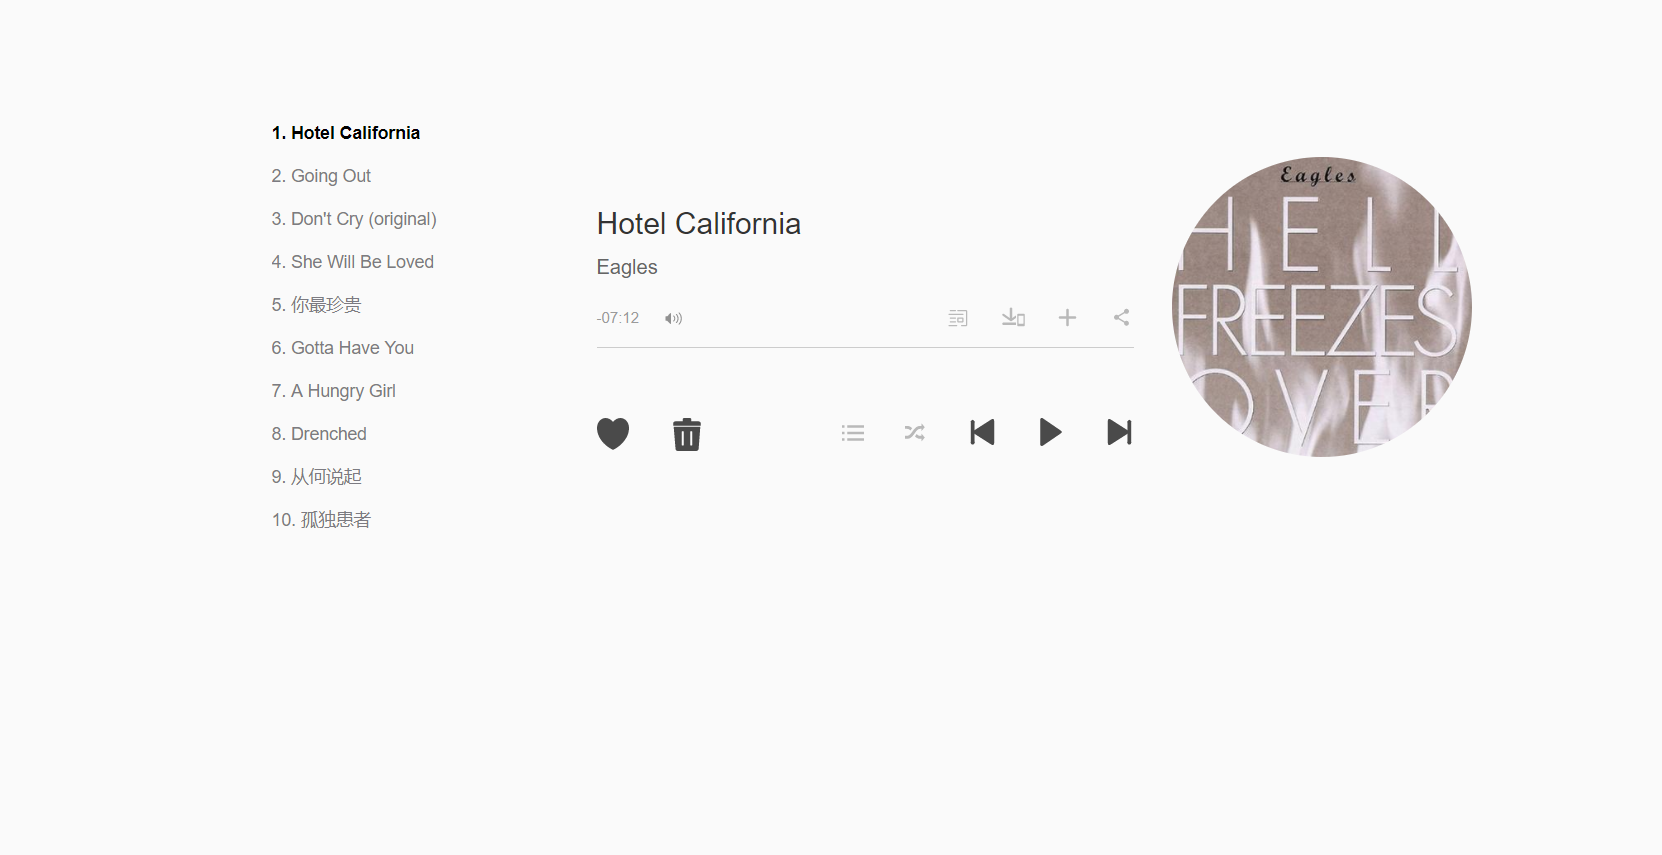 1. Hotel California
2. Going Out
3. Don't Cry (original)
4. She Will Be Loved
5. 你最珍贵
6. Gotta Have You
7. A Hungry Girl
8. Drenched
9. 从何说起
10. 孤独患者
Hotel California
Eagles
-07:12
Eagles
HELL
FREEZES
OVER